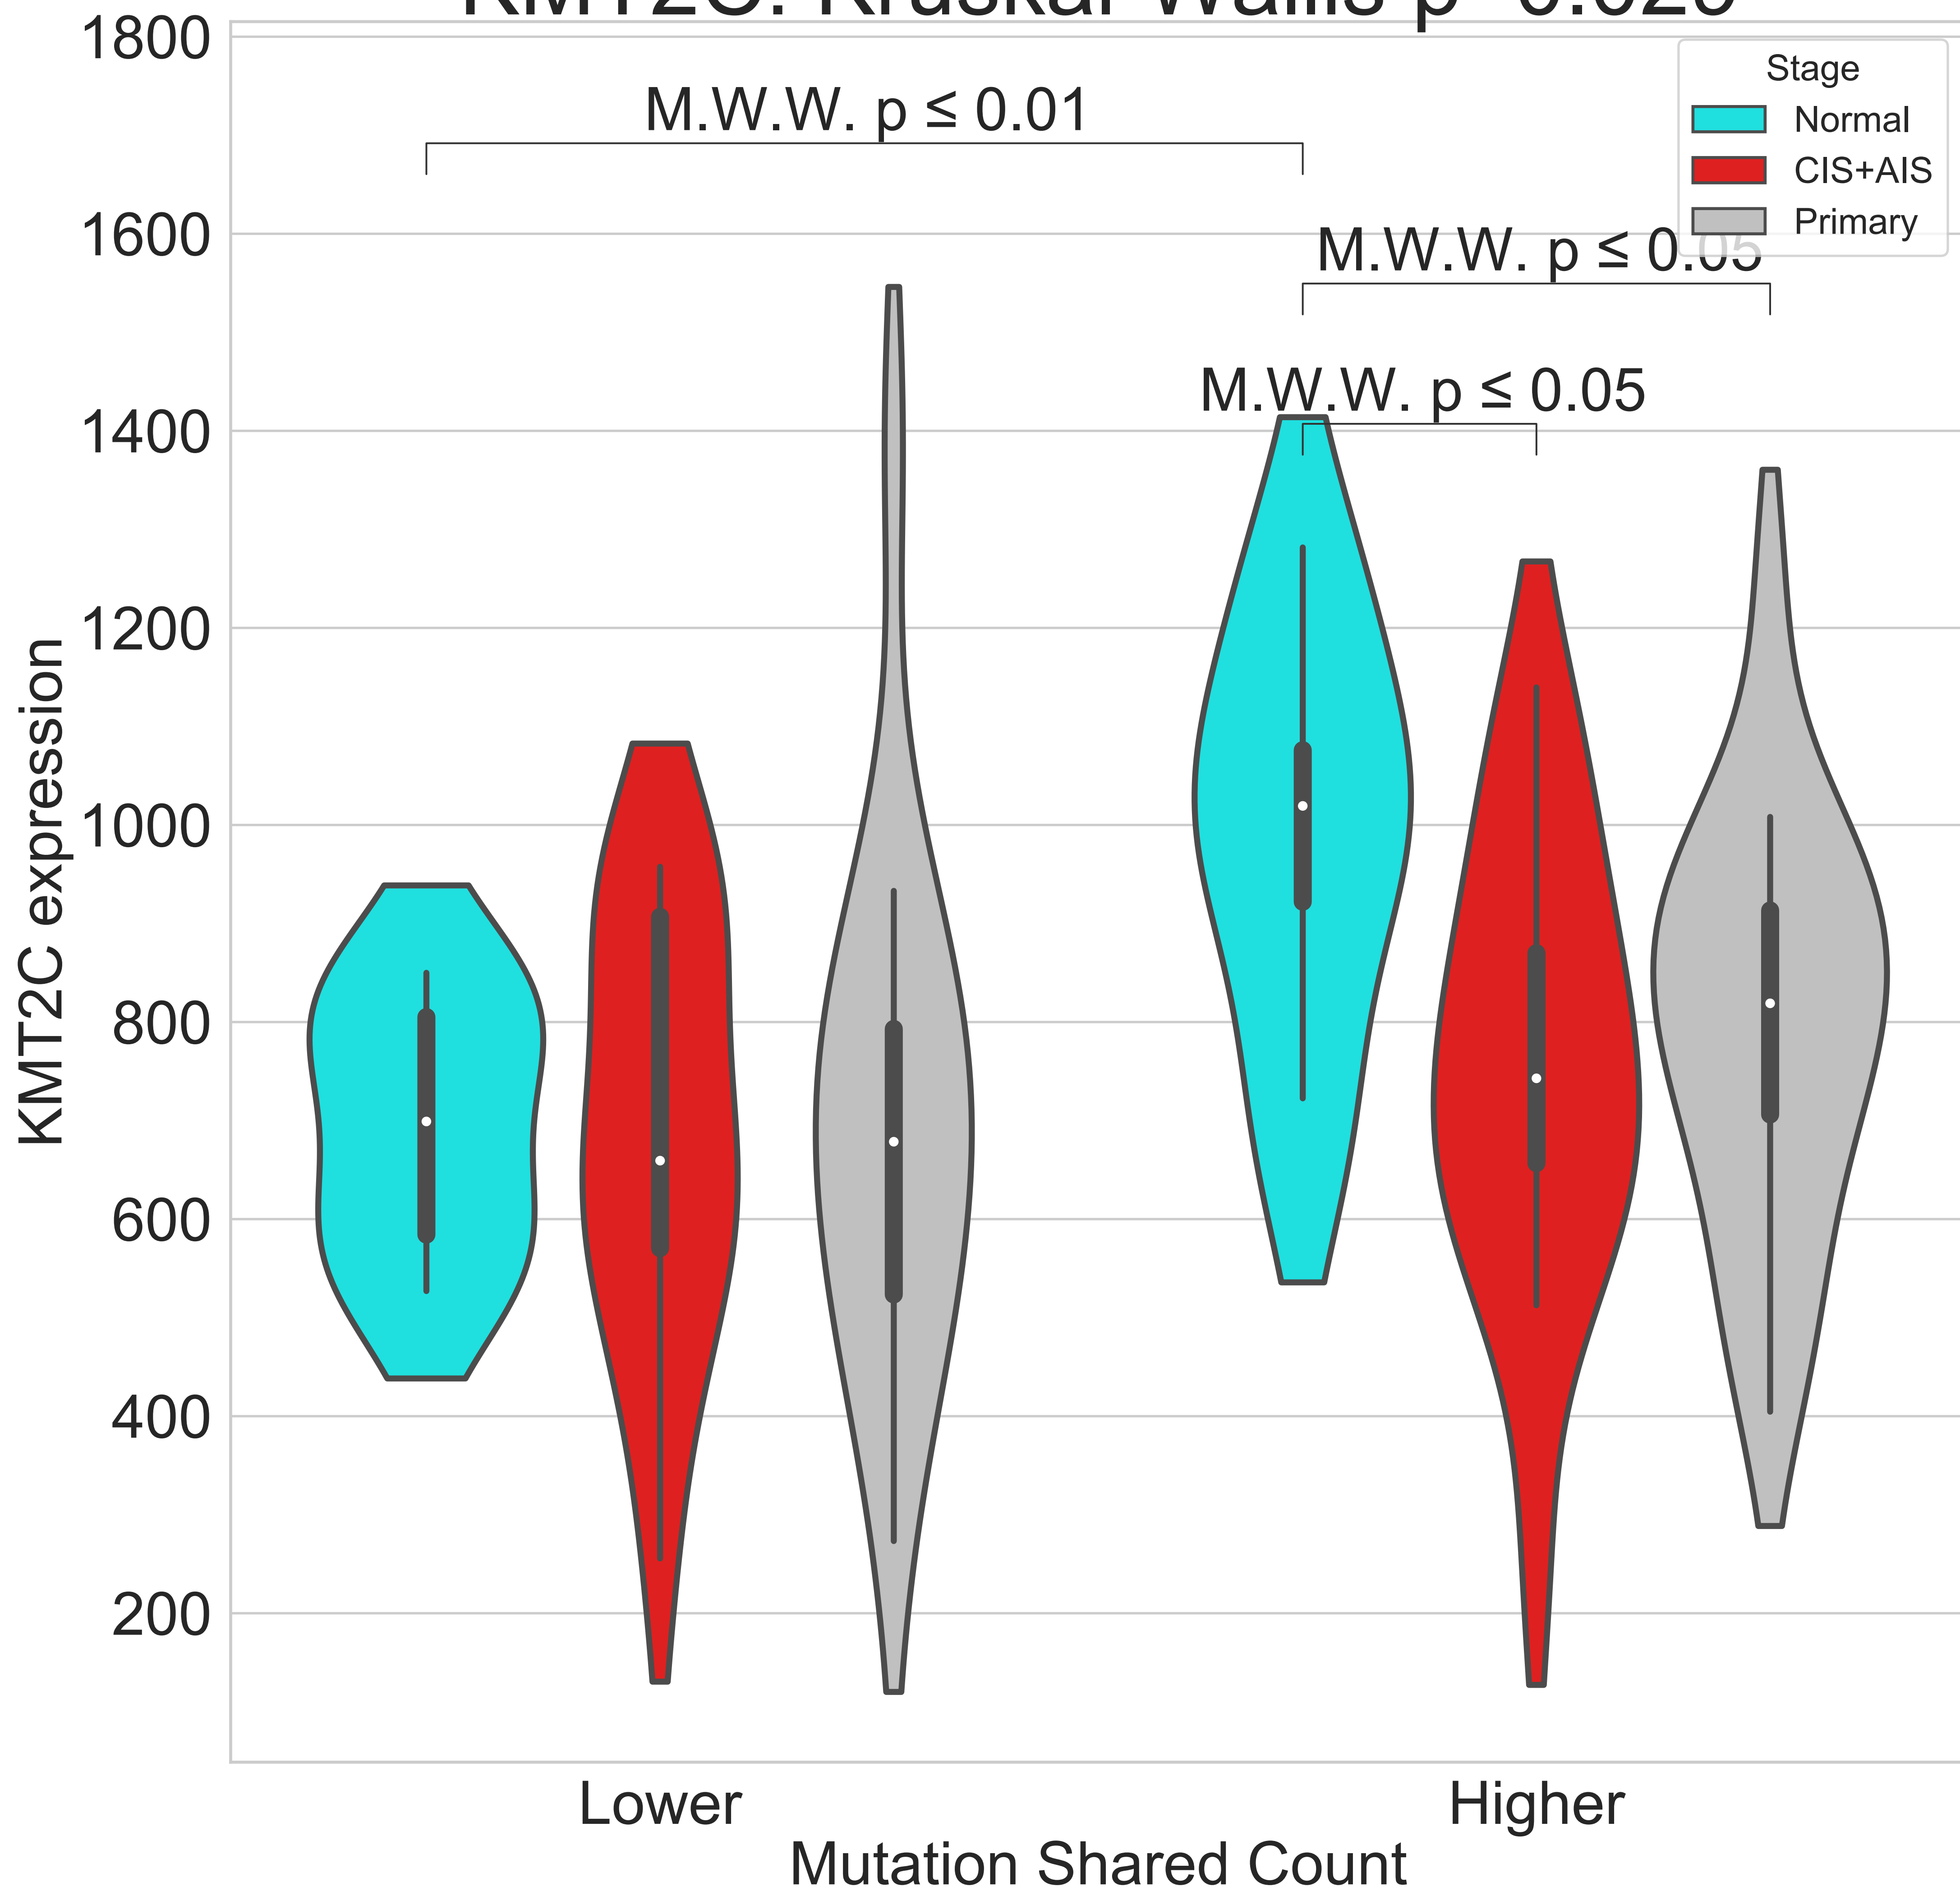 1800
1600
1400
1200
1000
800
600
400
200
KMT2C expression
M.W.W. p ≤ 0.01
M.W.W. p ≤ 0.05
M.W.W. p ≤ 0.05
Stage
Normal
CIS+AIS
Primary
Lower
Higher
Mutation Shared Count